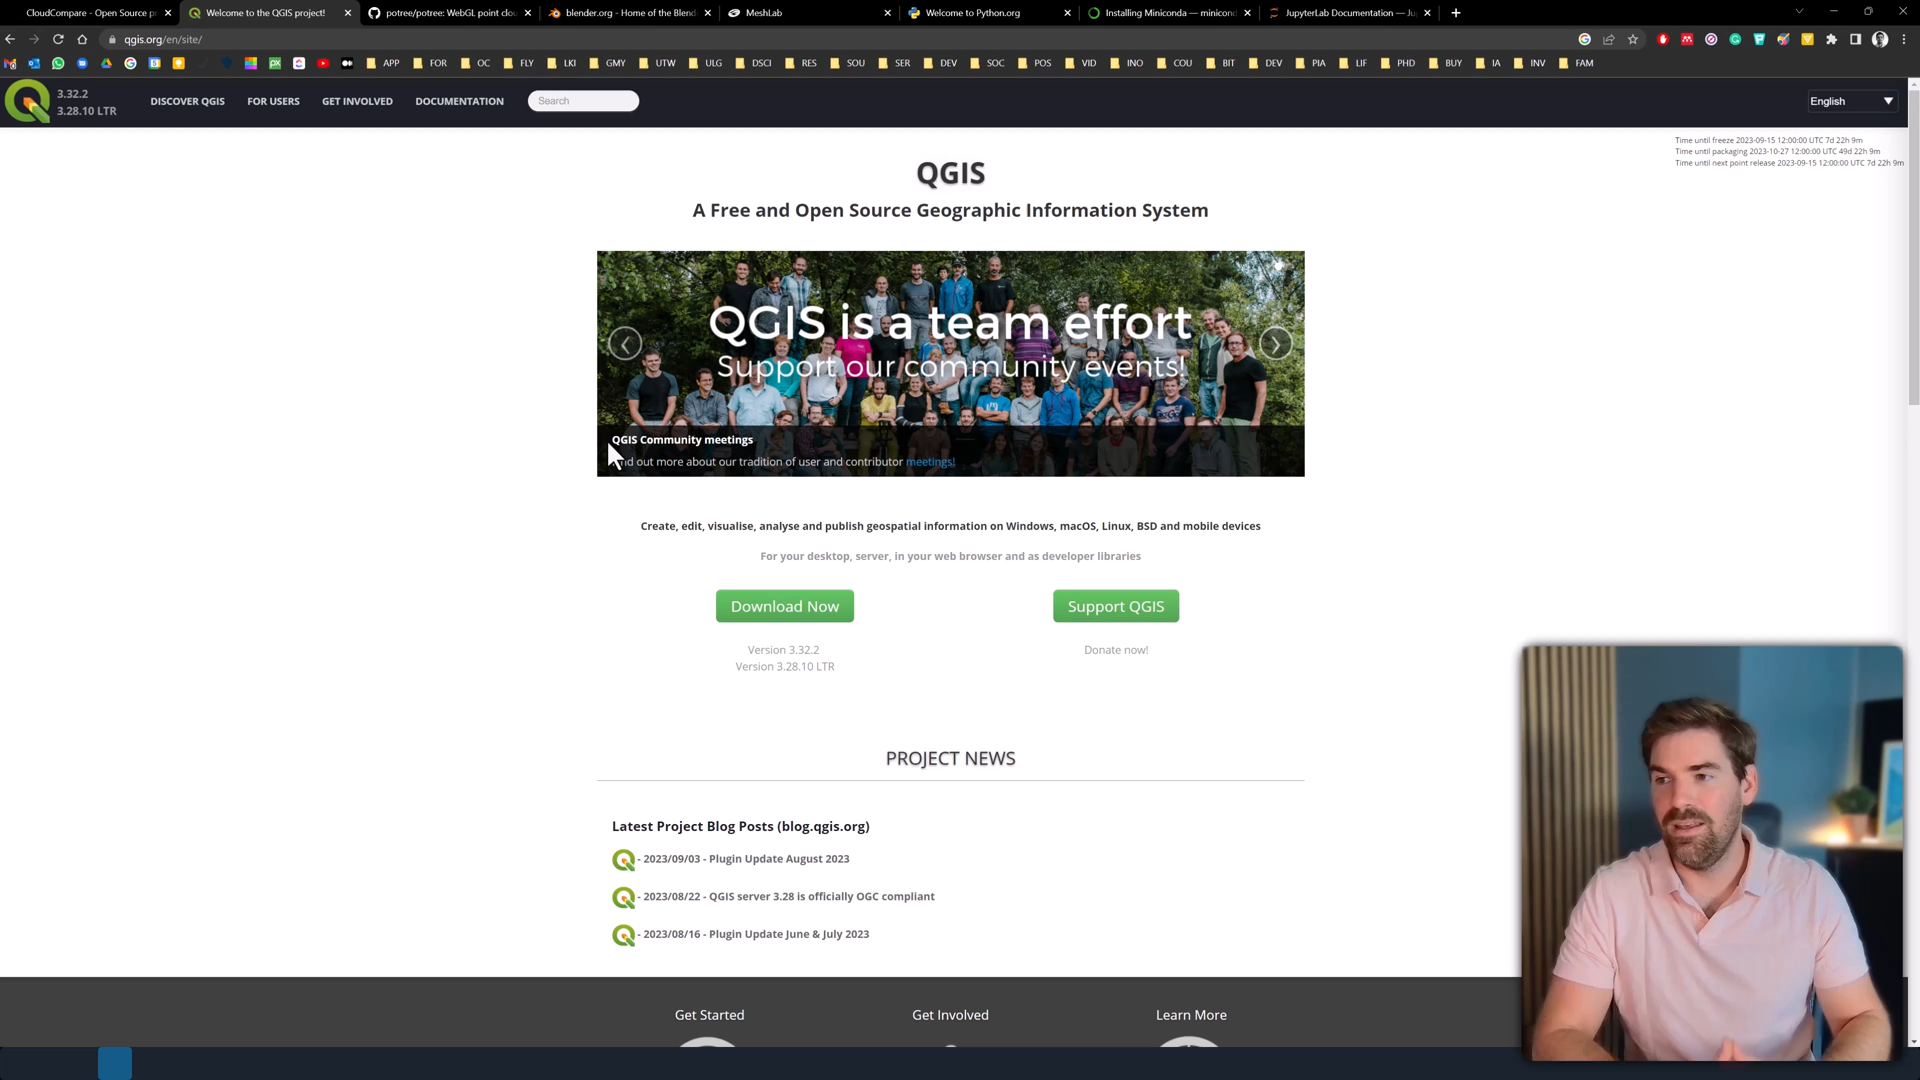 CloudCompare - Open Source pr
Welcome to the QGIS project!
potree/potree: WebGL point clou
blender.org - Home of the Blend
MeshLab
Welcome to Python.org
Installing Miniconda — minicond
JupyterLab Documentation — Ju
qgis.org/en/site/
APP FOR OC FLY LKI GMY UTW ULG DSCI RES SOU SER DEV SOC POS VID INO COU BIT DEV PIA LIF PHD BUY IA INV FAM
3.32.2
3.28.10 LTR
DISCOVER QGIS FOR USERS GET INVOLVED DOCUMENTATION Search English
Time until freeze 2023-09-15 12:00:00 UTC 7d 22h 9m
Time until packaging 2023-10-27 12:00:00 UTC 49d 22h 9m
Time until next point release 2023-09-15 12:00:00 UTC 7d 22h 9m
QGIS
A Free and Open Source Geographic Information System
QGIS is a team effort
Support our community events!
QGIS Community meetings
nd out more about our tradition of user and contributor meetings!
Create, edit, visualise, analyse and publish geospatial information on Windows, macOS, Linux, BSD and mobile devices
For your desktop, server, in your web browser and as developer libraries
Download Now Support QGIS
Version 3.32.2 Donate now!
Version 3.28.10 LTR
PROJECT NEWS
Latest Project Blog Posts (blog.qgis.org)
- 2023/09/03 - Plugin Update August 2023
- 2023/08/22 - QGIS server 3.28 is officially OGC compliant
- 2023/08/16 - Plugin Update June & July 2023
Get Started Get Involved Learn More